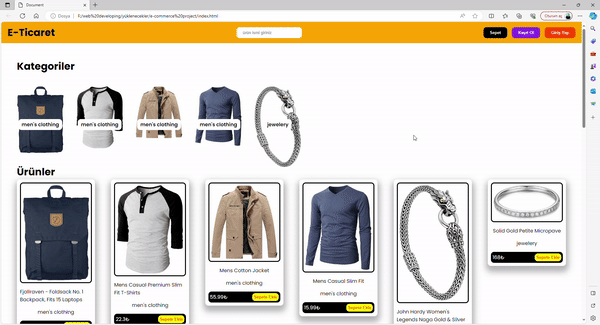 Document
Dosya
F:/web%20developing/yüklenecekler/e-commerce%20project/index.html
Oturum aç
E-Ticaret
Sepet
Kayıt Ol
Giriş Yap
Kategoriler
men's clothing
men's clothing
men's clothing
men's clothing
jewelery
Ürünler
Fjallraven - Foldsack No. 1
Backpack, Fits 15 Laptops
men's clothing
Mens Casual Premium Slim
Fit T-Shirts
men's clothing
22.3₺
Sepete Ekle
Mens Cotton Jacket
men's clothing
55.99₺
Sepete Ekle
Mens Casual Slim Fit
men's clothing
15.99₺
Sepete Ekle
John Hardy Women's
Legends Naga Gold & Silver
Solid Gold Petite Micropave
jewelery
168₺
Sepete Ekle